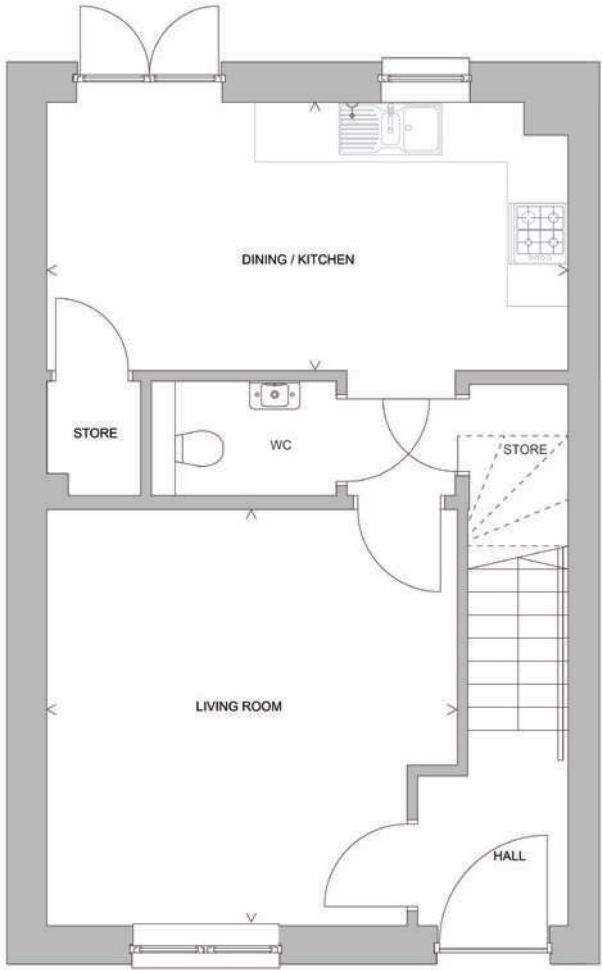 DINING / KITCHEN
STORE
WC
STORE
LIVING ROOM
HALL